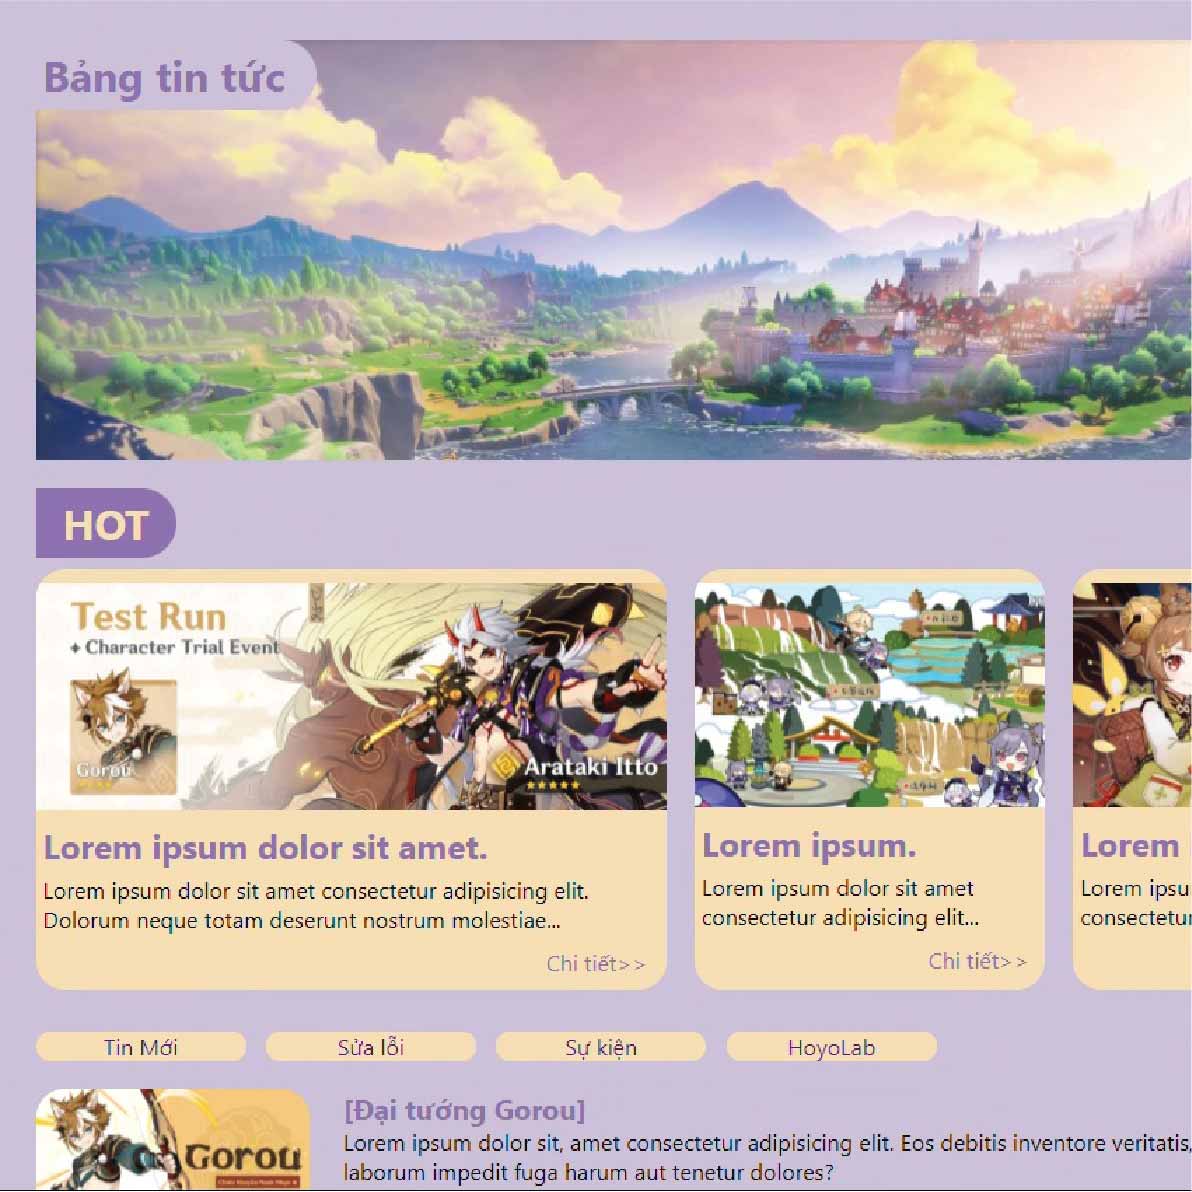 Bảng tin tức
HOT
Test Run
+ Character Trial Event
Gorou
Arataki Itto
Lorem ipsum dolor sit amet.
Lorem ipsum dolor sit amet consectetur adipisicing elit.
Dolorum neque totam deserunt nostrum molestiae...
Chi tiết>>
Lorem ipsum.
Lorem ipsum dolor sit amet
consectetur adipisicing elit...
Chi tiết>>
Lorem
Lorem ipsu
consectetur
Tin Mới
Sửa lỗi
Sự kiện
HoyoLab
Gorou
[Đại tướng Gorou]
Lorem ipsum dolor sit, amet consectetur adipisicing elit. Eos debitis inventore veritatis,
laborum impedit fuga harum aut tenetur dolores?